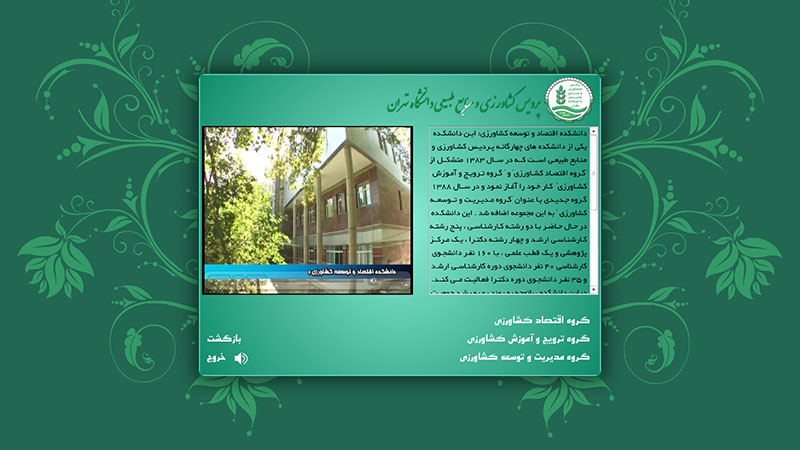 پردیس کشاورزی و منابع طبیعی دانشگاه تهران
دانشکده اقتصاد و توسعه کشاورزی: این دانشکده
یکی از دانشکده های چهارگانه پردیس کشاورزی و
منابع طبیعی است که در سال ۱۳۸۳ متشکل از
"گروه اقتصاد کشاورزی" و "گروه ترویج و آموزش
کشاورزی" کار خود را آغاز نمود و در سال ۱۳۸۸
گروه جدیدی با عنوان "گروه مدیریت و توسعه
کشاورزی" به این مجموعه اضافه شد . این دانشکده
در حال حاضر با دو رشته کارشناسی ، پنج رشته
کارشناسی ارشد و چهار رشته دکترا ، یک مرکز
پژوهشی و یک قطب علمی ، با ۱۶۰ نفر دانشجوی
کارشناسی ۴۰ نفر دانشجوی دوره کارشناسی ارشد
و ۳۵ نفر دانشجوی دوره دکترا فعالیت می کند.
دانشکده اقتصاد و توسعه کشاورزی
گروه اقتصاد کشاورزی
گروه ترویج و آموزش کشاورزی
گروه مدیریت و توسعه کشاورزی
بازگشت
خروج